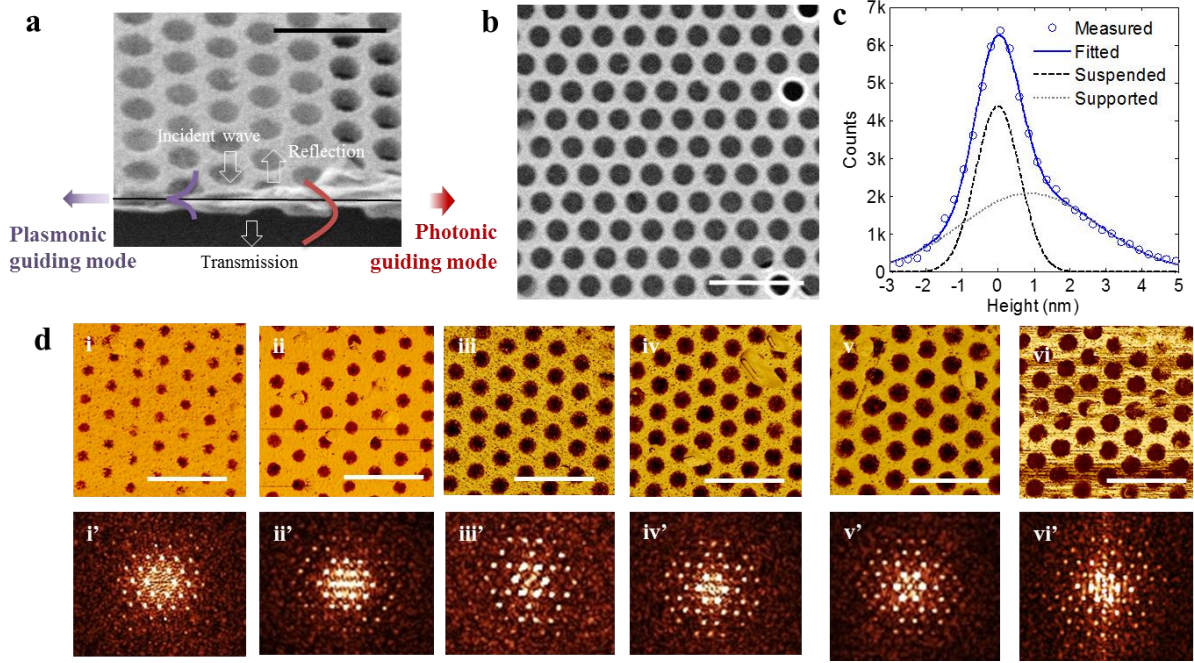 a
Incident wave
Reflection
Plasmonic
guiding mode
Transmission
Photonic
guiding mode
b
c
7k
6k
5k
4k
3k
2k
1k
0
Counts
Measured
Fitted
Suspended
Supported
-3 -2 -1 0 1 2 3 4 5
Height (nm)
d
i
ii
iii
iv
v
vi
i’
ii’
iii’
iv’
v’
vi’